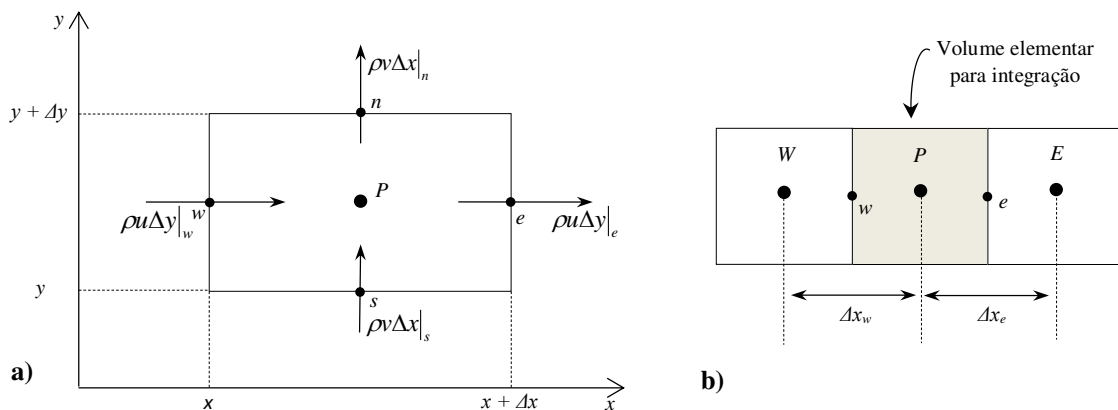 y
ρvΔx|n
n
y + Δy
P
w
ρuΔy|w
e
ρuΔy|e
y
s
ρvΔx|s
a)
x
x + Δx
x
Volume elementar
para integração
W
P
E
w
e
Δxw
Δxe
b)